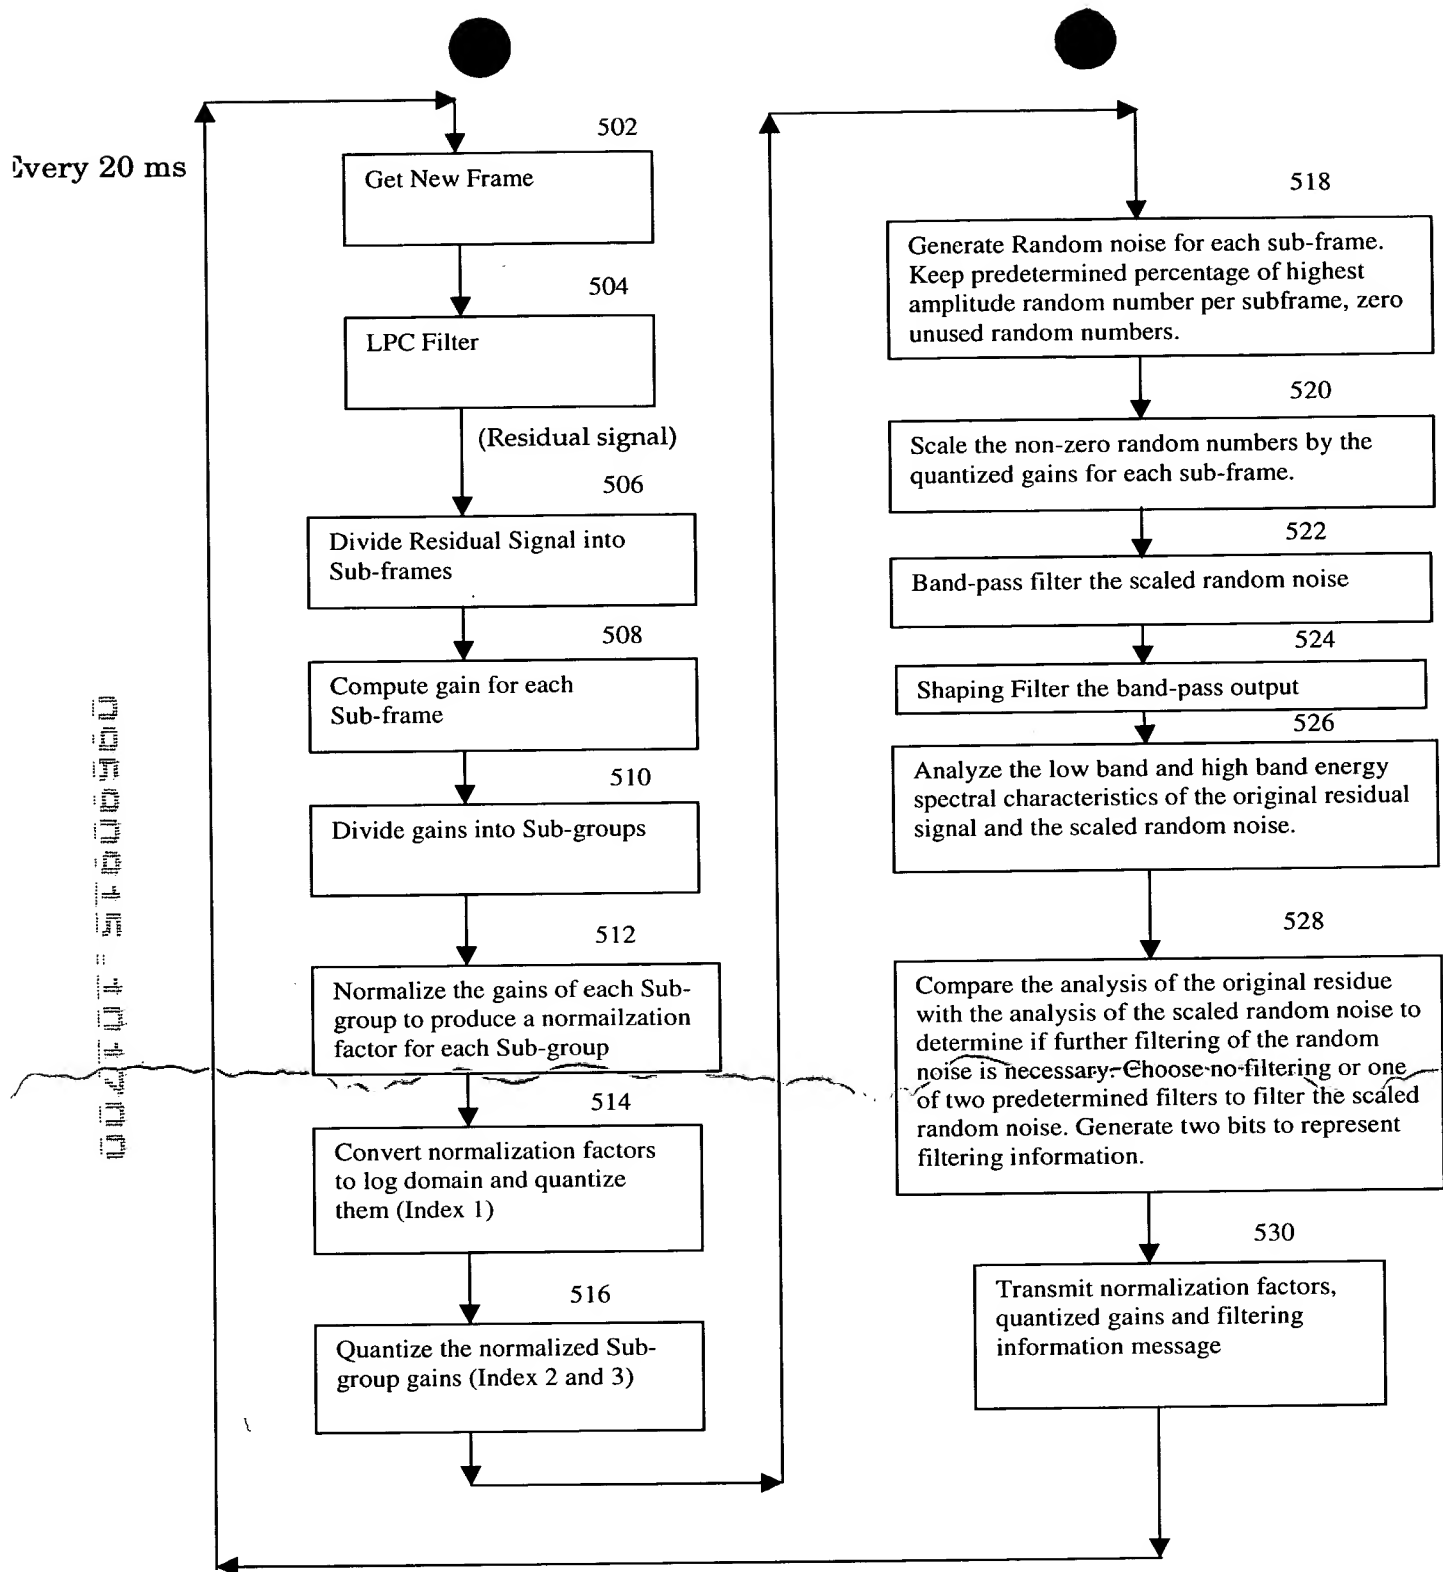 Every 20 ms
502
Get New Frame
504
LPC Filter
(Residual signal)
506
Divide Residual Signal into
Sub-frames
508
Compute gain for each
Sub-frame
510
Divide gains into Sub-groups
512
Normalize the gains of each Sub-
group to produce a normailzation
factor for each Sub-group
514
Convert normalization factors
to log domain and quantize
them (Index 1)
516
Quantize the normalized Sub-
group gains (Index 2 and 3)
518
Generate Random noise for each sub-frame.
Keep predetermined percentage of highest
amplitude random number per subframe, zero
unused random numbers.
520
Scale the non-zero random numbers by the
quantized gains for each sub-frame.
522
Band-pass filter the scaled random noise
524
Shaping Filter the band-pass output
526
Analyze the low band and high band energy
spectral characteristics of the original residual
signal and the scaled random noise.
528
Compare the analysis of the original residue
with the analysis of the scaled random noise to
determine if further filtering of the random
noise is necessary. Choose no filtering or one
of two predetermined filters to filter the scaled
random noise. Generate two bits to represent
filtering information.
530
Transmit normalization factors,
quantized gains and filtering
information message